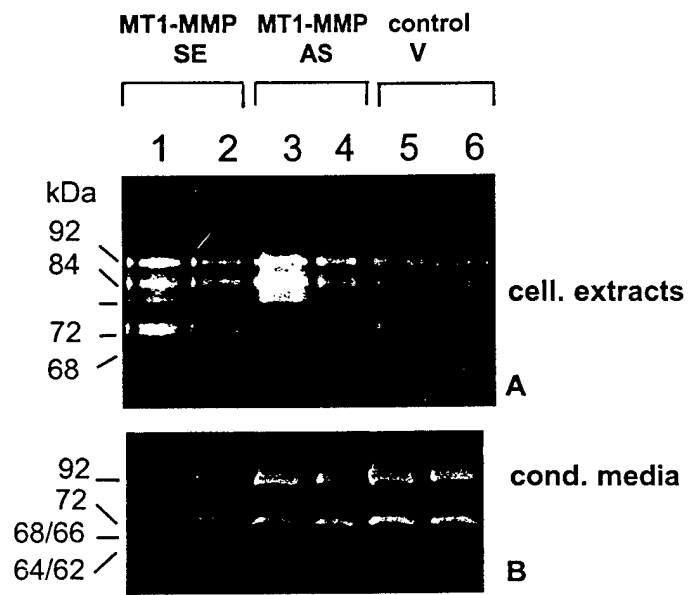 MT1-MMP MT1-MMP control
SE AS V
1 2 3 4 5 6
kDa
92
84
72
68
cell. extracts
A
92
72
68/66
64/62
cond. media
B